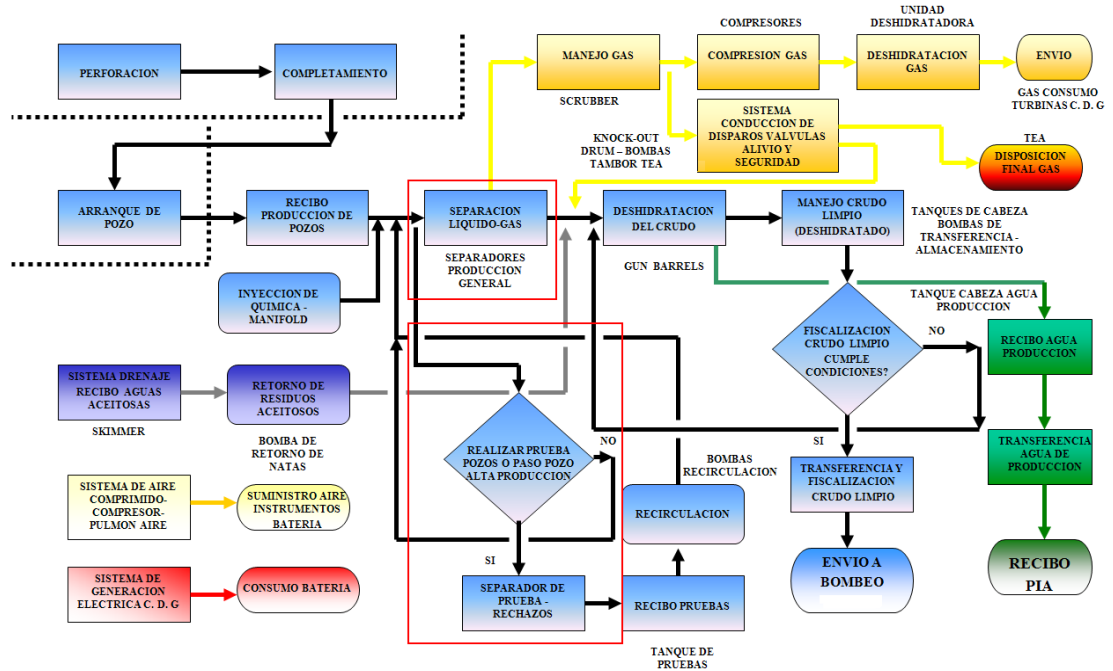 PERFORACION
COMPLETAMIENTO
MANEJO GAS
SCRUBBER
COMPRESORES
COMPRESION GAS
UNIDAD
DESHIDRATADORA
DESHIDRATACION
GAS
ENVIO
GAS CONSUMO
TURBINAS C. D. G
KNOCK-OUT
DRUM – BOMBAS
TAMBOR TEA
SISTEMA
CONDUCCION DE
DISPAROS VALVULAS
ALIVIO Y
SEGURIDAD
TEA
DISPOSICION
FINAL GAS
ARRANQUE DE
POZO
RECIBO
PRODUCCION DE
POZOS
SEPARACION
LIQUIDO-GAS
SEPARADORES
PRODUCCION
GENERAL
DESHIDRATACION
DEL CRUDO
GUN BARRELS
MANEJO CRUDO
LIMPIO
(DESHIDRATADO)
TANQUES DE CABEZA
BOMBAS DE
TRANSFERENCIA -
ALMACENAMIENTO
INYECCION DE
QUIMICA -
MANIFOLD
TANQUE CABEZA AGUA
PRODUCCION
FISCALIZACION
CRUDO LIMPIO
CUMPLE
CONDICIONES?
NO
SI
RECIBO AGUA
PRODUCCION
SISTEMA DRENAJE
RECIBO AGUAS
ACEITOSAS
SKIMMER
RETORNO DE
RESIDUOS
ACEITOSOS
BOMBA DE
RETORNO DE
NATAS
REALIZAR PRUEBA
POZOS O PASO POZO
ALTA PRODUCCION
NO
SI
BOMBAS
RECIRCULACION
RECIRCULACION
TRANSFERENCIA Y
FISCALIZACION
CRUDO LIMPIO
TRANSFERENCIA
AGUA DE
PRODUCCION
SISTEMA DE AIRE
COMPRIMIDO-
COMPRESOR-
PULMON AIRE
SUMINISTRO AIRE
INSTRUMENTOS
BATERIA
SISTEMA DE
GENERACION
ELECTRICA C. D. G
CONSUMO BATERIA
SEPARADOR DE
PRUEBA -
RECHAZOS
RECIBO PRUEBAS
TANQUE DE
PRUEBAS
ENVIO A
BOMBEO
RECIBO
PIA